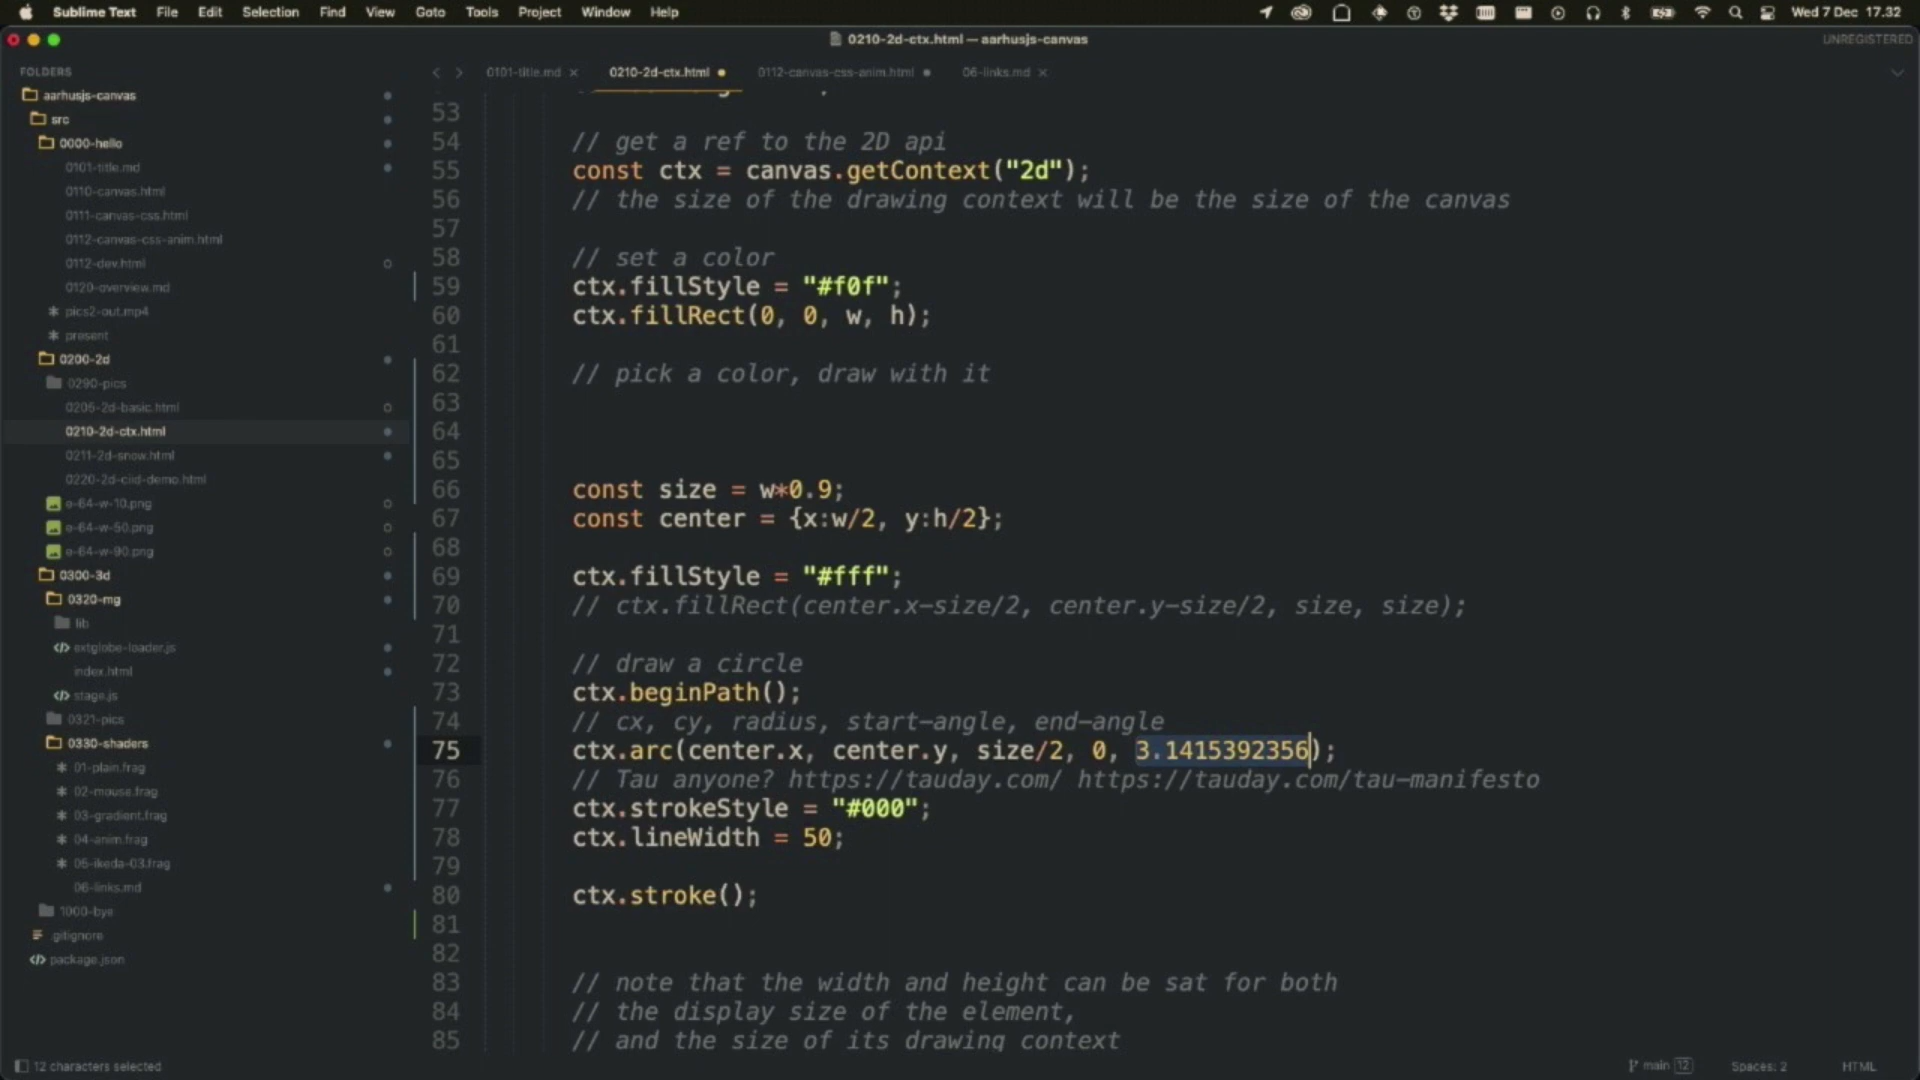 Sublime Text File Edit Selection Find View Goto Tools Project Window Help Wed 7 Dec 17.32
0210-2d-ctx.html — aarhusjs-canvas UNREGISTERED
FOLDERS
aarhusjs-canvas
src
0000-hello
0101-title.md
0110-canvas.html
0111-canvas-css.html
0112-canvas-css-anim.html
0112-dev.html
0120-overview.md
pics2-out.mp4
present
0200-2d
0290-pics
0205-2d-basic.html
0210-2d-ctx.html
0211-2d-snow.html
0220-2d-ciid-demo.html
e-64-w-10.png
e-64-w-50.png
e-64-w-90.png
0300-3d
0320-mg
lib
extglobe-loader.js
index.html
stage.js
0321-pics
0330-shaders
01-plain.frag
02-mouse.frag
03-gradient.frag
04-anim.frag
05-ikeda-03.frag
06-links.md
1000-bye
.gitignore
package.json
0101-title.md 0210-2d-ctx.html 0112-canvas-css-anim.html 06-links.md
53
54 // get a ref to the 2D api
55 const ctx = canvas.getContext("2d");
56 // the size of the drawing context will be the size of the canvas
57
58 // set a color
59 ctx.fillStyle = "#f0f";
60 ctx.fillRect(0, 0, w, h);
61
62 // pick a color, draw with it
63
64
65
66 const size = w*0.9;
67 const center = {x:w/2, y:h/2};
68
69 ctx.fillStyle = "#fff";
70 // ctx.fillRect(center.x-size/2, center.y-size/2, size, size);
71
72 // draw a circle
73 ctx.beginPath();
74 // cx, cy, radius, start-angle, end-angle
75 ctx.arc(center.x, center.y, size/2, 0, 3.1415392356);
76 // Tau anyone? https://tauday.com/ https://tauday.com/tau-manifesto
77 ctx.strokeStyle = "#000";
78 ctx.lineWidth = 50;
79
80 ctx.stroke();
81
82
83 // note that the width and height can be sat for both
84 // the display size of the element,
85 // and the size of its drawing context
12 characters selected main 12 Spaces: 2 HTML